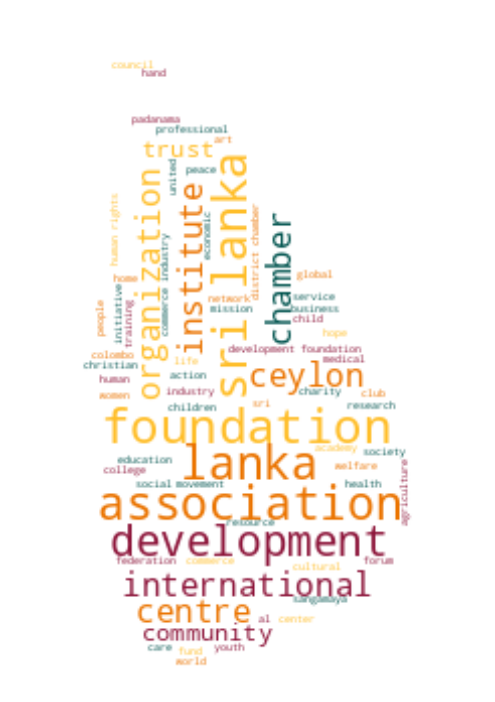 council
hand
padanama
professional
art
trust
peace
united
organization
institute
sri lanka
human rights
economic
commerce industry
district chamber
chamber
home
global
people
initiative
training
network
service
mission
business
child
hope
colombo
development foundation
christian
life
medical
human
action
ceylon
women
industry
charity
club
children
sri
research
foundation
academy
society
education
lanka
welfare
college
agriculture
social movement
health
association
resource
development
federation
commerce
forum
cultural
international
sangamaya
centre
al
center
community
care
fund
youth
world